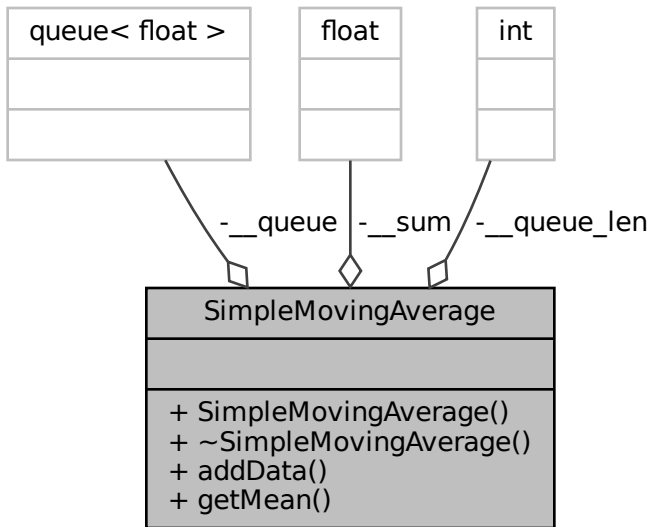 queue< float >
float
int
-__queue
-__sum
-__queue_len
SimpleMovingAverage
+ SimpleMovingAverage()
+ ~SimpleMovingAverage()
+ addData()
+ getMean()